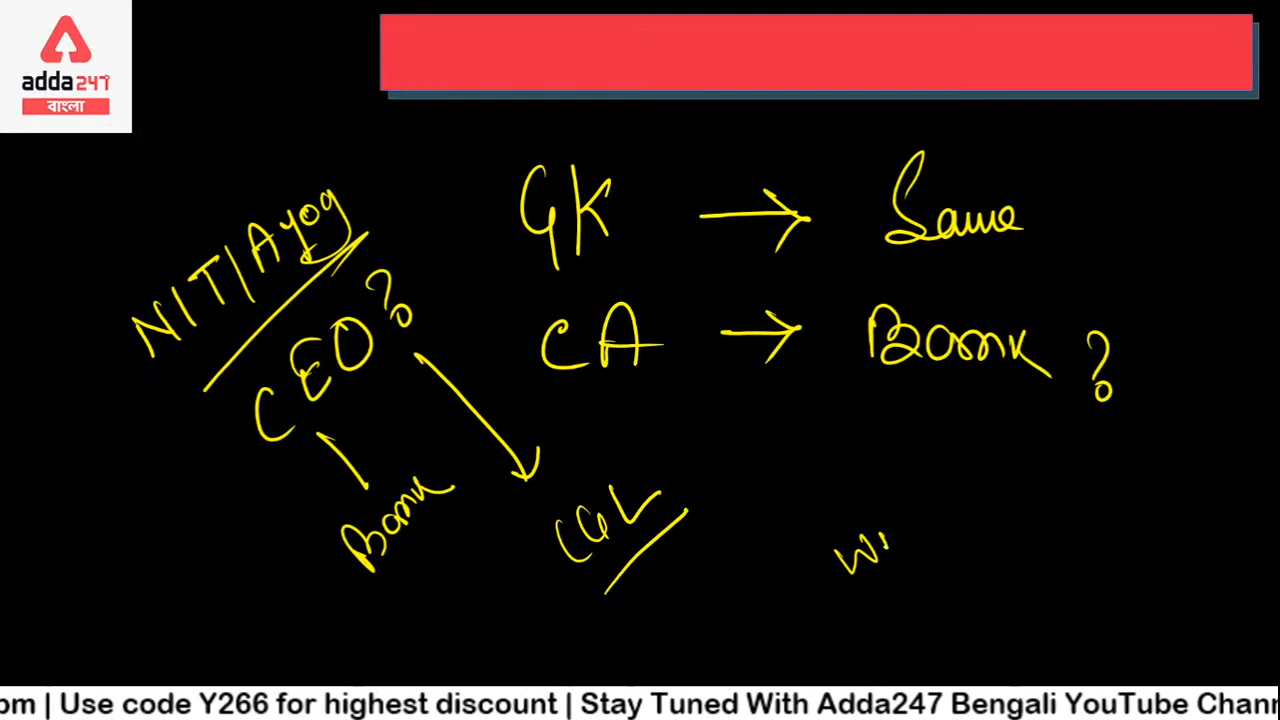 adda247
বাংলা
GK → Same
NITI Ayog
CEO?
CA → Bank ?
Bank
CGL
pm | Use code Y266 for highest discount | Stay Tuned With Adda247 Bengali YouTube Chann